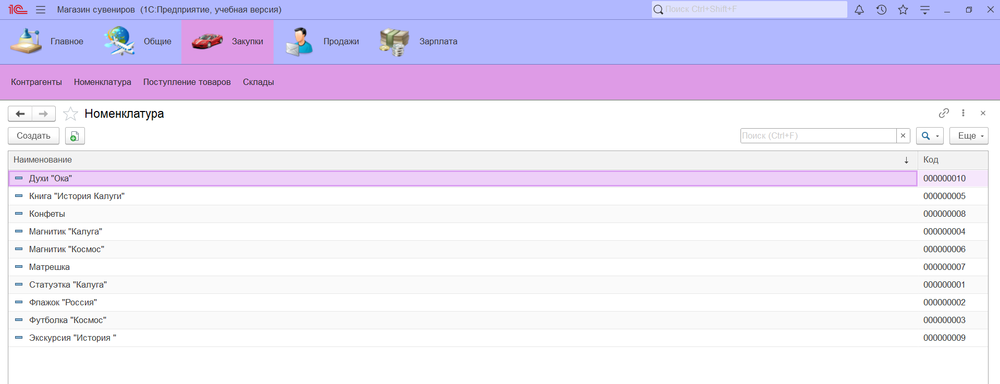 1С Магазин сувениров (1С:Предприятие, учебная версия) Поиск Ctrl+Shift+F
Главное Общие Закупки Продажи Зарплата
Контрагенты Номенклатура Поступление товаров Склады
Номенклатура
Создать Поиск (Ctrl+F) Еще
Наименование Код
Духи "Ока" 000000010
Книга "История Калуги" 000000005
Конфеты 000000008
Магнитик "Калуга" 000000004
Магнитик "Космос" 000000006
Матрешка 000000007
Статуэтка "Калуга" 000000001
Флажок "Россия" 000000002
Футболка "Космос" 000000003
Экскурсия "История " 000000009